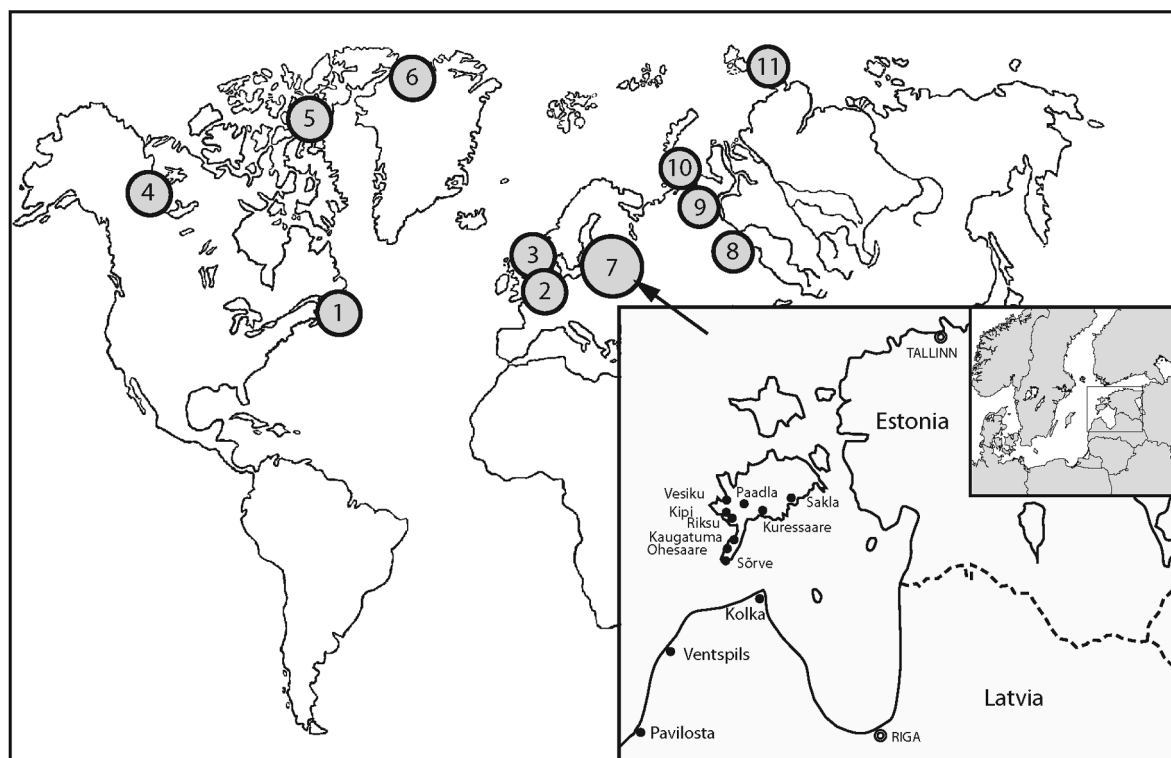 11
6
5
10
4
9
3
8
7
2
1
TALLINN
Estonia
Vesiku
Paadla
Sakla
Kipi
Riksu
Kuressaare
Kaugatuma
Ohesaare
Sõrve
Kolka
Ventspils
Latvia
Pavilosta
RIGA